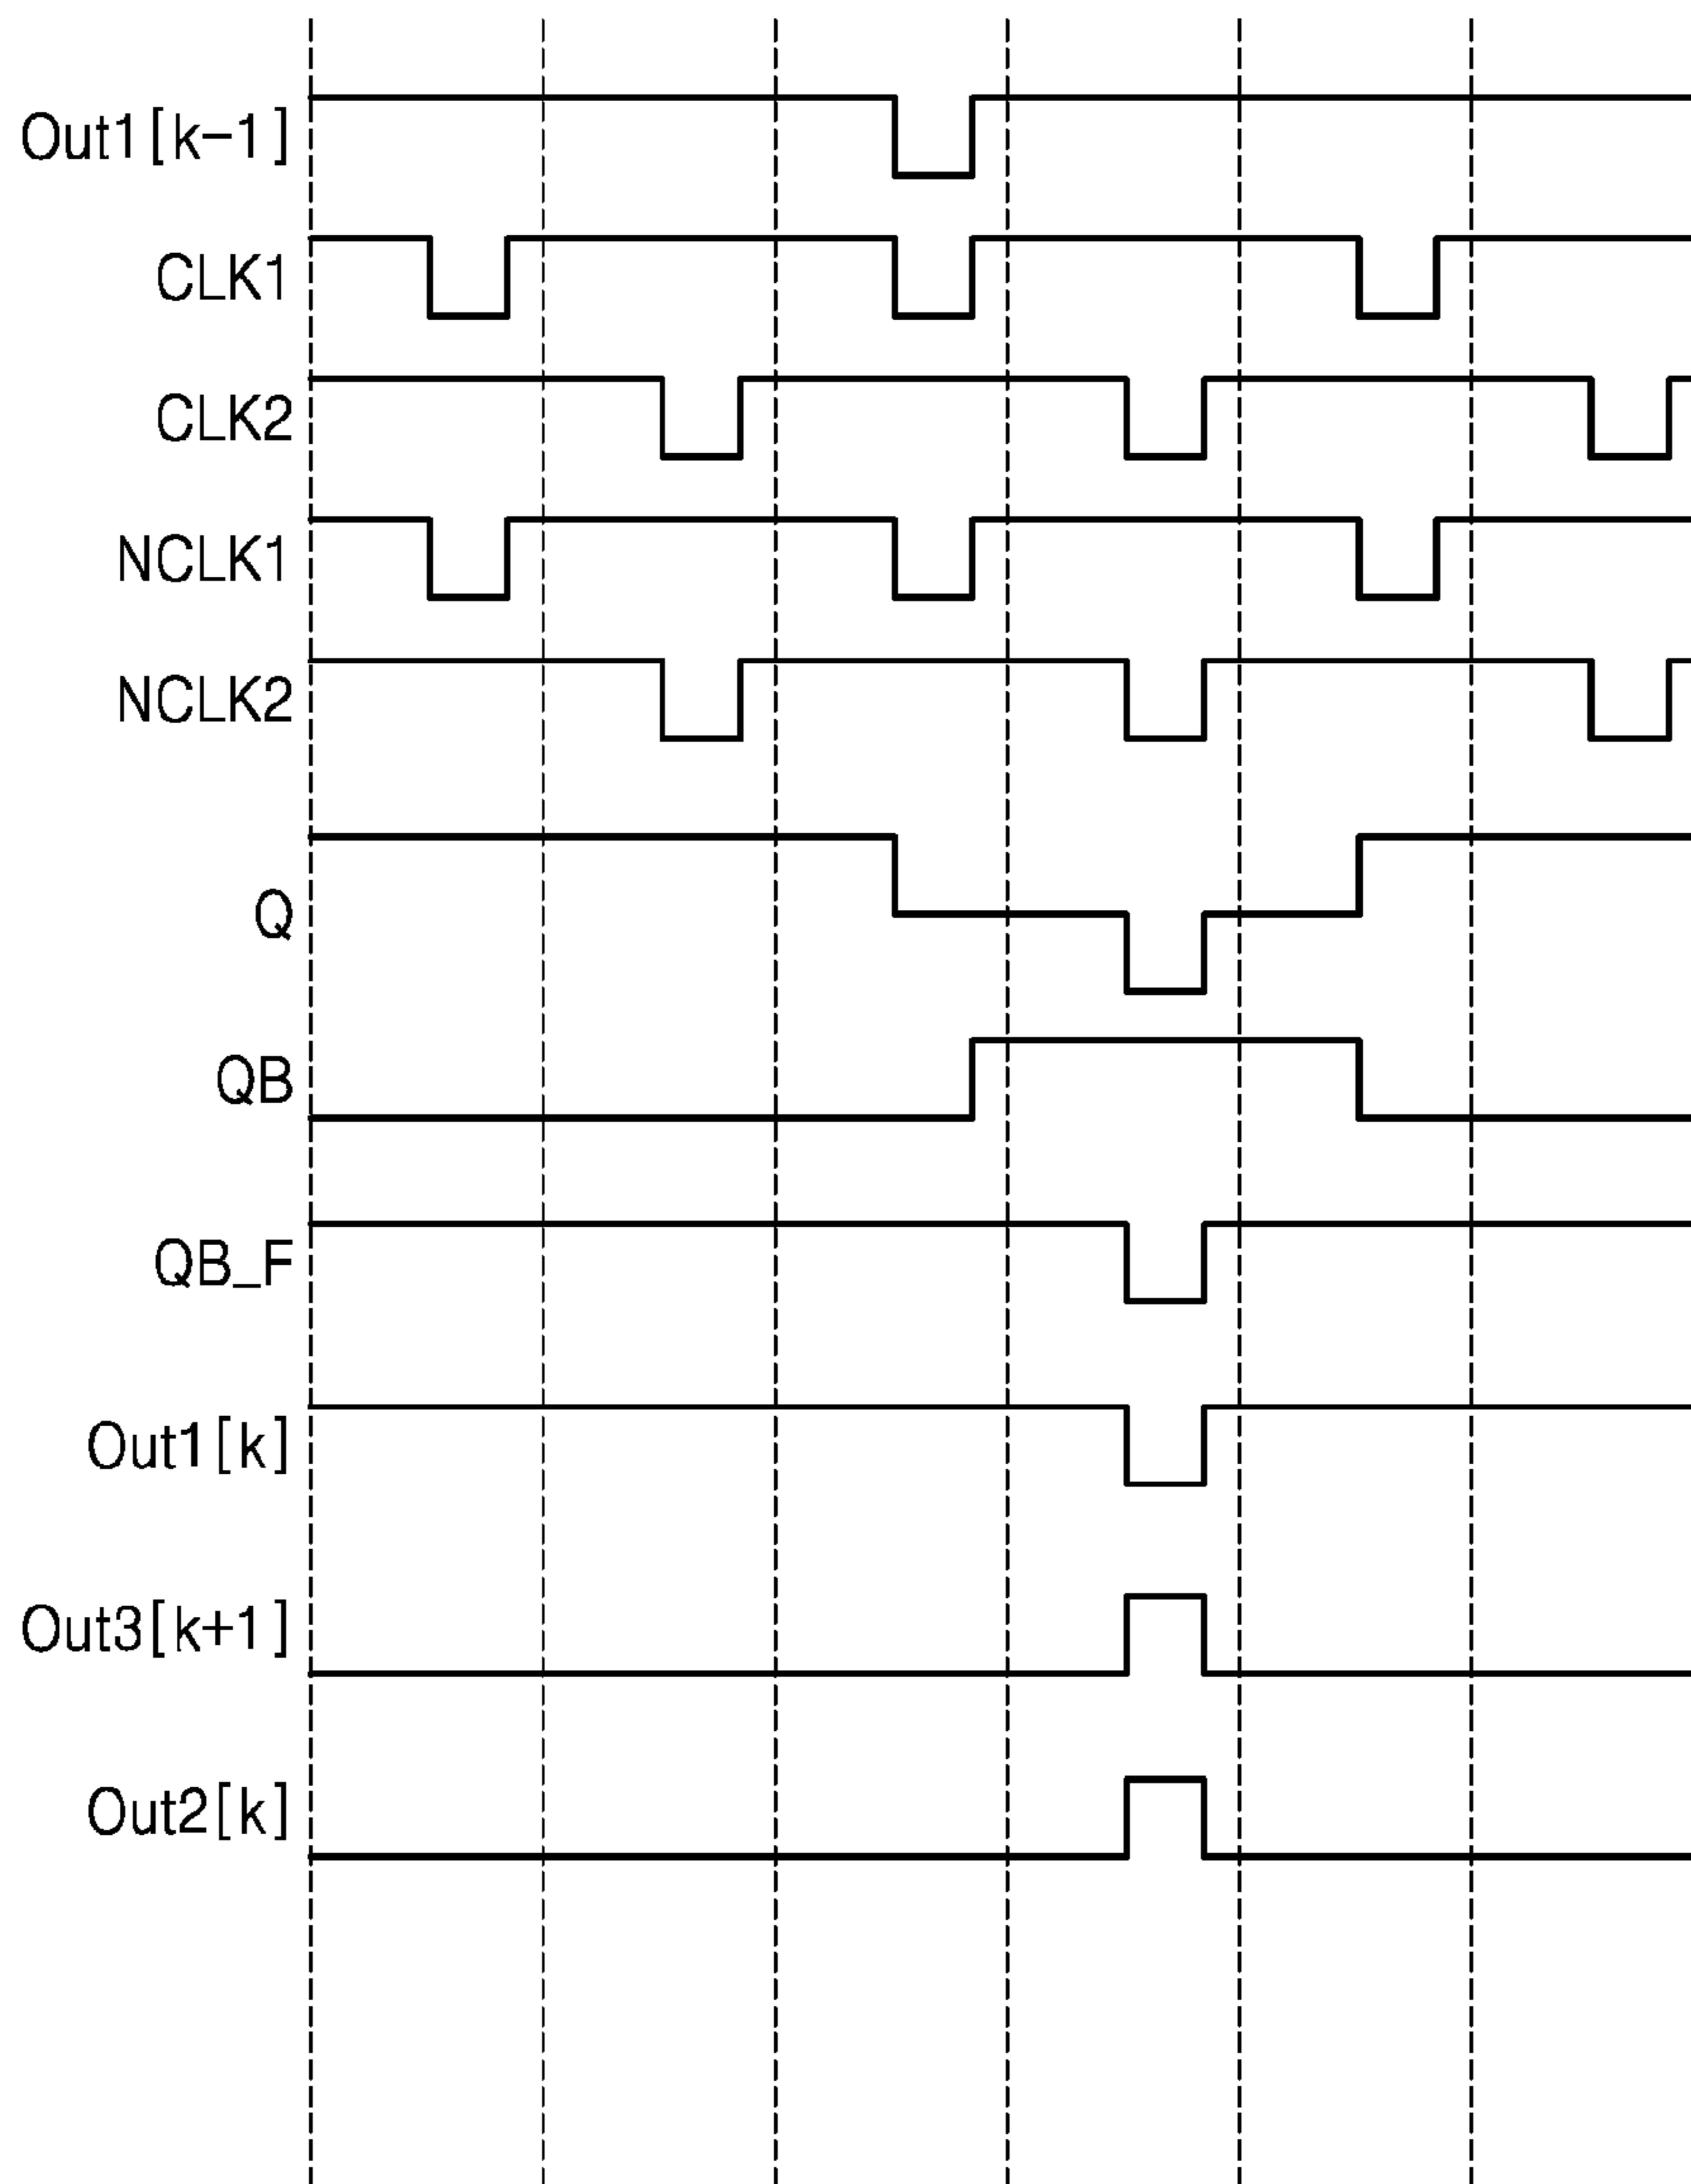 Out1[k-1]
CLK1
CLK2
NCLK1
NCLK2
Q
QB
QB_F
Out1[k]
Out3[k+1]
Out2[k]